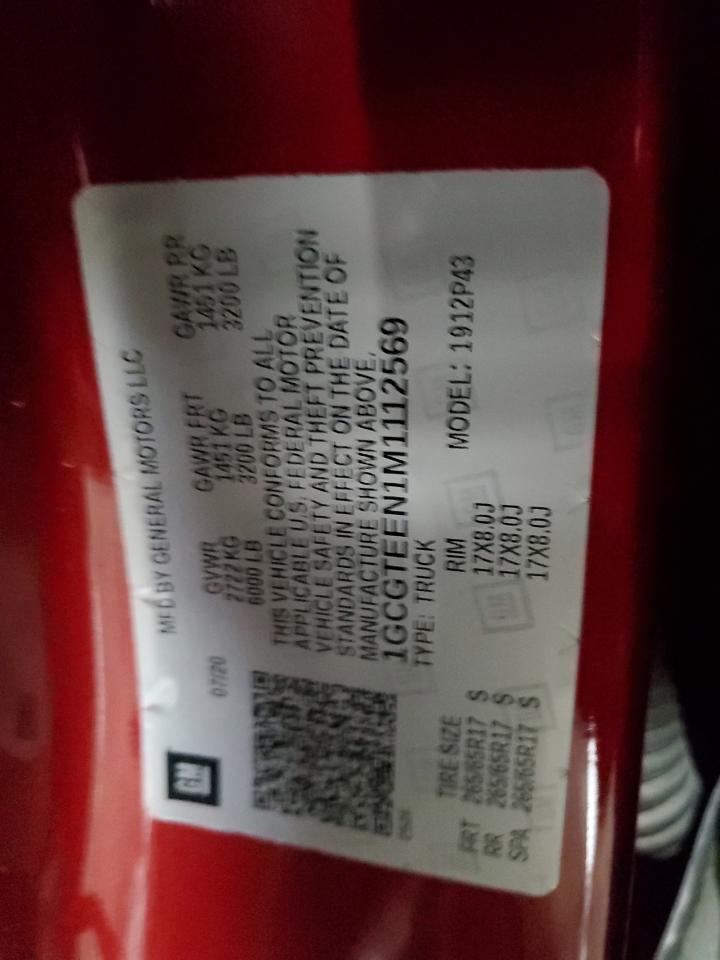 MFD BY GENERAL MOTORS LLC
GM
07/20
GVWR GAWR FRT GAWR RR
2722 KG 1451 KG 1451 KG
6000 LB 3200 LB 3200 LB
THIS VEHICLE CONFORMS TO ALL
APPLICABLE U.S. FEDERAL MOTOR
VEHICLE SAFETY AND THEFT PREVENTION
STANDARDS IN EFFECT ON THE DATE OF
MANUFACTURE SHOWN ABOVE.
1GCGTEEN1M1112569
TYPE: TRUCK MODEL: 1912P43
TIRE SIZE RIM
FRT 265/65R17 S 17X8.0J
RR 265/65R17 S 17X8.0J
SPA 265/65R17 S 17X8.0J